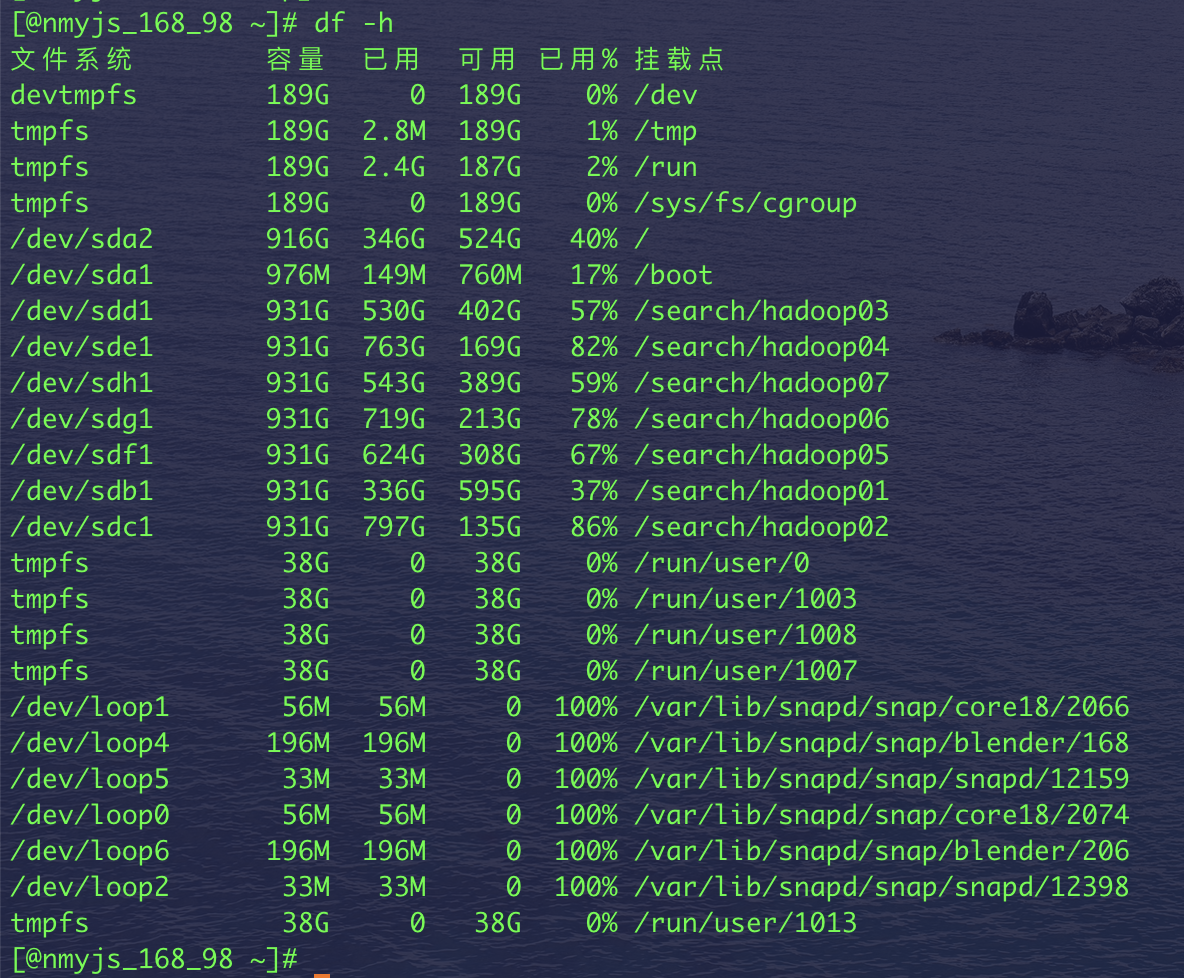 [@nmyjs_168_98 ~]# df -h
文件系统 容量 已用 可用 已用% 挂载点
devtmpfs 189G 0 189G 0% /dev
tmpfs 189G 2.8M 189G 1% /tmp
tmpfs 189G 2.4G 187G 2% /run
tmpfs 189G 0 189G 0% /sys/fs/cgroup
/dev/sda2 916G 346G 524G 40% /
/dev/sda1 976M 149M 760M 17% /boot
/dev/sdd1 931G 530G 402G 57% /search/hadoop03
/dev/sde1 931G 763G 169G 82% /search/hadoop04
/dev/sdh1 931G 543G 389G 59% /search/hadoop07
/dev/sdg1 931G 719G 213G 78% /search/hadoop06
/dev/sdf1 931G 624G 308G 67% /search/hadoop05
/dev/sdb1 931G 336G 595G 37% /search/hadoop01
/dev/sdc1 931G 797G 135G 86% /search/hadoop02
tmpfs 38G 0 38G 0% /run/user/0
tmpfs 38G 0 38G 0% /run/user/1003
tmpfs 38G 0 38G 0% /run/user/1008
tmpfs 38G 0 38G 0% /run/user/1007
/dev/loop1 56M 56M 0 100% /var/lib/snapd/snap/core18/2066
/dev/loop4 196M 196M 0 100% /var/lib/snapd/snap/blender/168
/dev/loop5 33M 33M 0 100% /var/lib/snapd/snap/snapd/12159
/dev/loop0 56M 56M 0 100% /var/lib/snapd/snap/core18/2074
/dev/loop6 196M 196M 0 100% /var/lib/snapd/snap/blender/206
/dev/loop2 33M 33M 0 100% /var/lib/snapd/snap/snapd/12398
tmpfs 38G 0 38G 0% /run/user/1013
[@nmyjs_168_98 ~]#